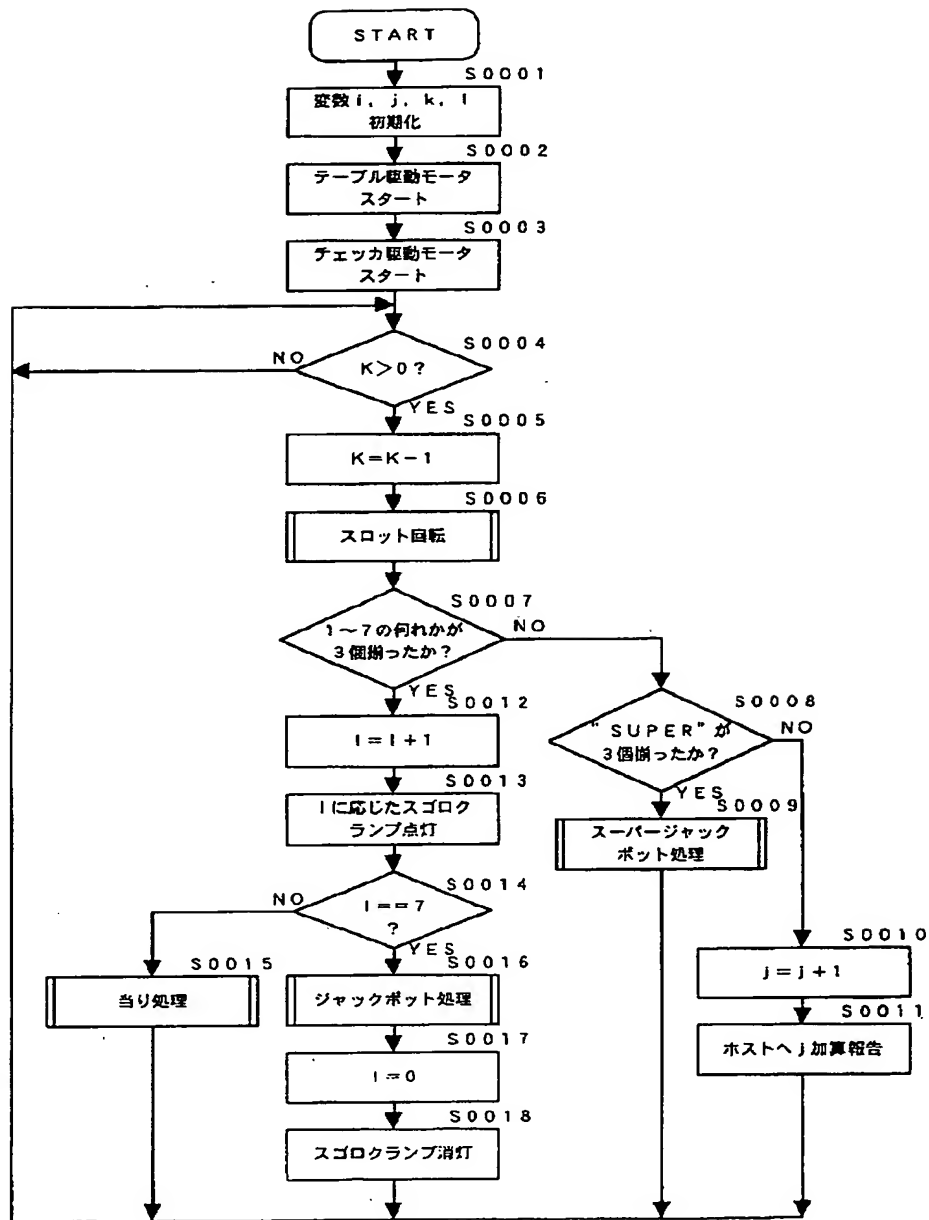 START
S0001
変数i, j, k, l
初期化
S0002
テーブル駆動モータ
スタート
S0003
チェッカ駆動モータ
スタート
S0004
NO
K>0?
YES
S0005
K=K-1
S0006
スロット回転
S0007
1~7の何れかが
3個揃ったか?
NO
YES
S0012
l=l+1
S0008
"SUPER"が
3個揃ったか?
NO
YES
S0009
スーパージャック
ポット処理
S0013
lに応じたスゴロク
ランプ点灯
S0014
NO
l==7
?
YES
S0010
j=j+1
S0015
当り処理
S0016
ジャックポット処理
S0011
ホストへj加算報告
S0017
l=0
S0018
スゴロクランプ消灯